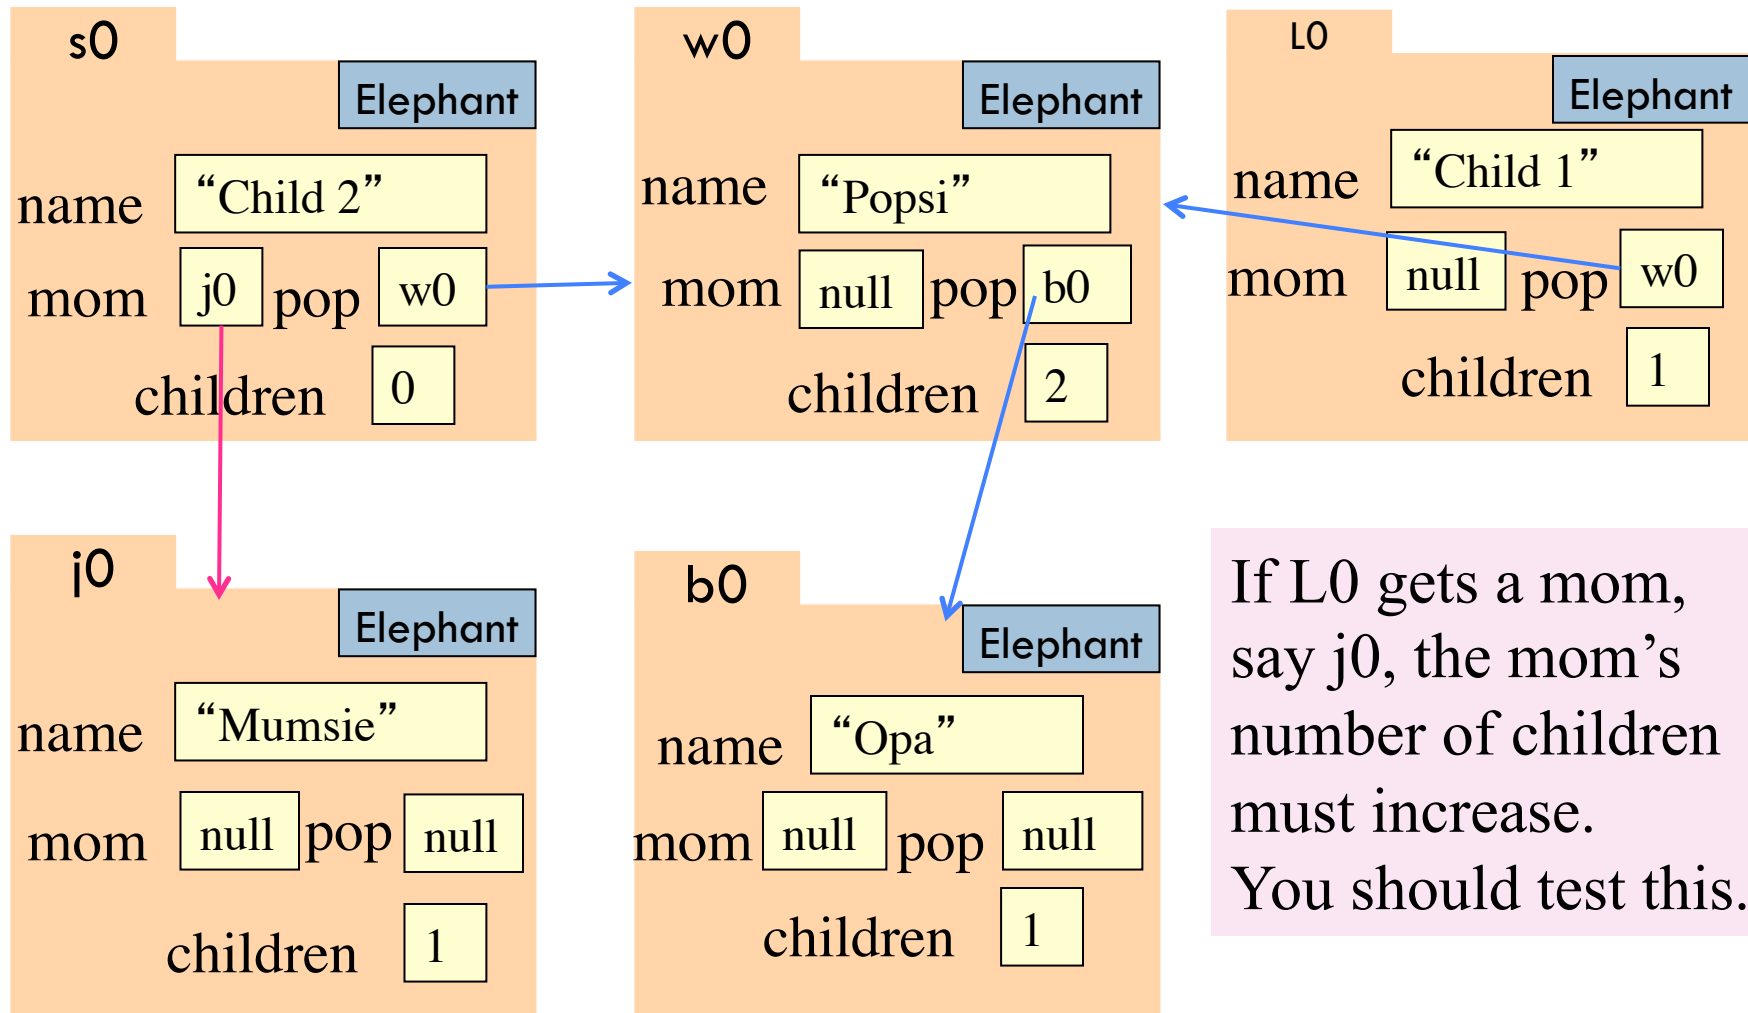 s0
Elephant
name “Child 2”
mom j0 pop w0
children 0
w0
Elephant
name “Popsi”
mom null pop b0
children 2
L0
Elephant
name “Child 1”
mom null pop w0
children 1
j0
Elephant
name “Mumsie”
mom null pop null
children 1
b0
Elephant
name “Opa”
mom null pop null
children 1
If L0 gets a mom,
say j0, the mom’s
number of children
must increase.
You should test this.